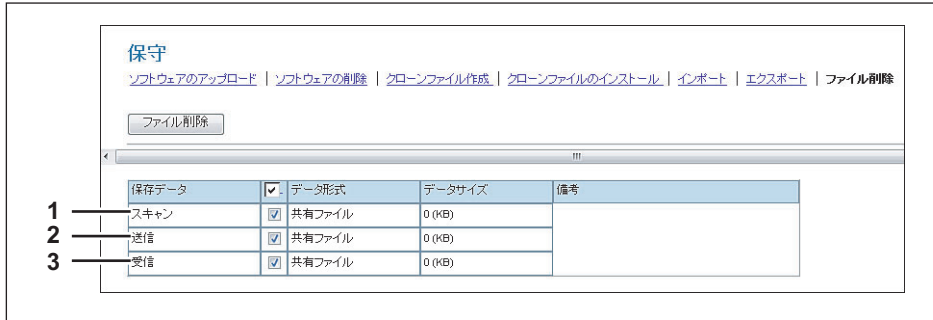 保守
ソフトウェアのアップロード | ソフトウェアの削除 | クローンファイル作成 | クローンファイルのインストール | インポート | エクスポート | ファイル削除
ファイル削除
保存データ データ形式 データサイズ 備考
1 スキャン 共有ファイル 0 (KB)
2 送信 共有ファイル 0 (KB)
3 受信 共有ファイル 0 (KB)